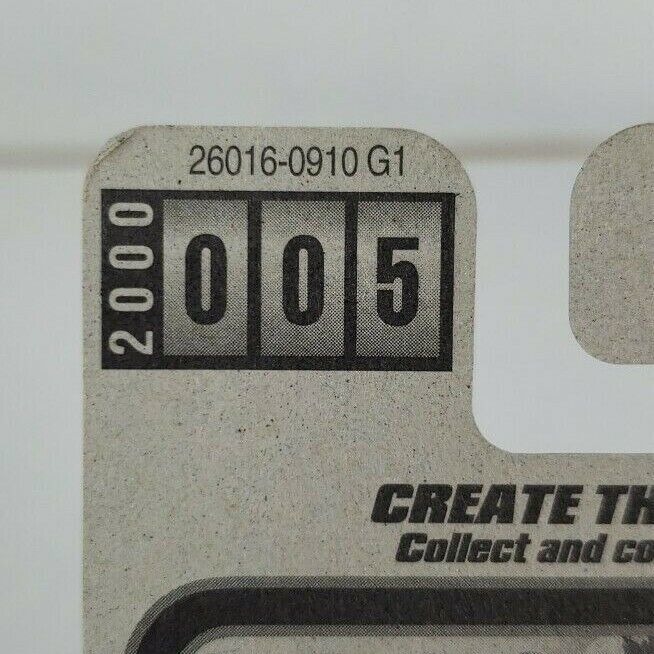 26016-0910 G1
2000
005
CREATE TH
Collect and co